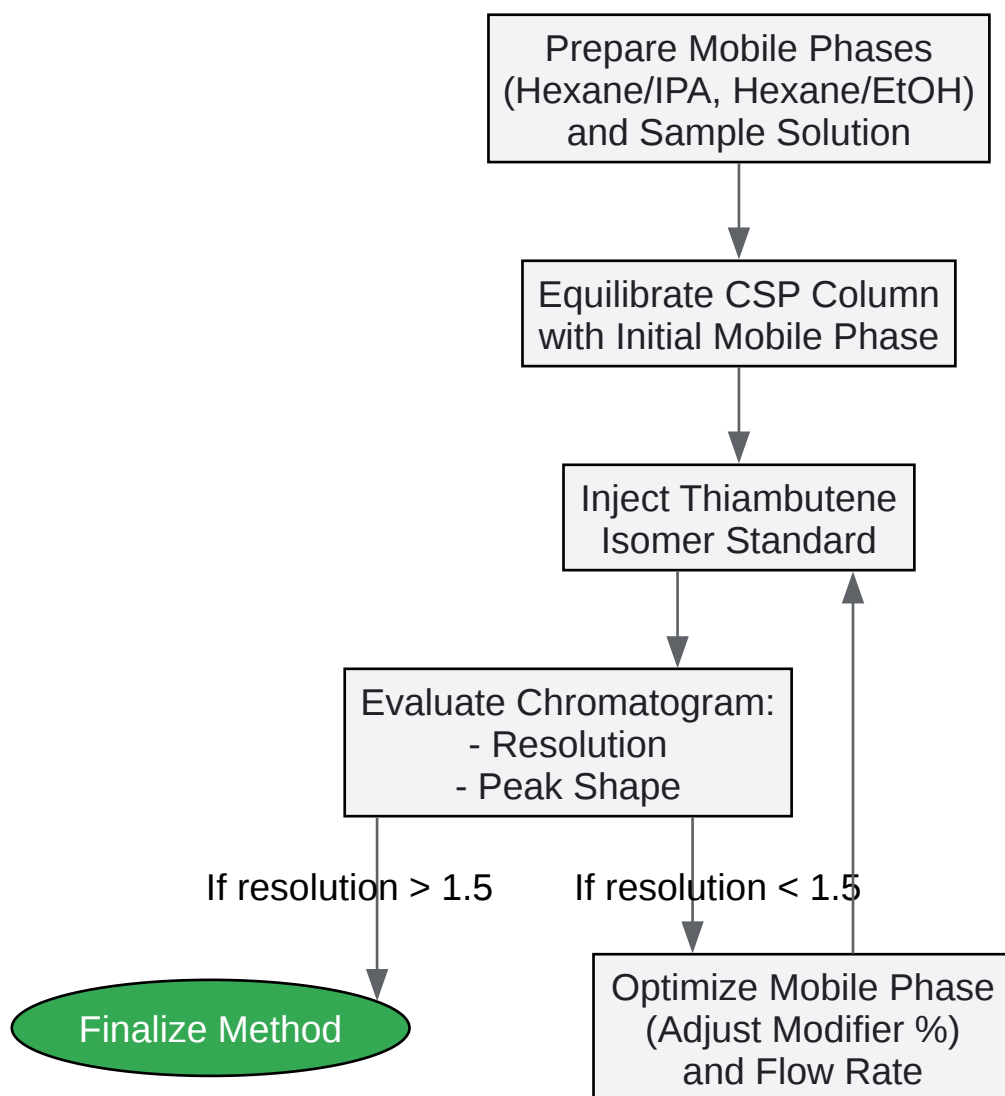 Prepare Mobile Phases
(Hexane/IPA, Hexane/EtOH)
and Sample Solution
Equilibrate CSP Column
with Initial Mobile Phase
Inject Thiambutene
Isomer Standard
Evaluate Chromatogram:
- Resolution
- Peak Shape
If resolution > 1.5
If resolution < 1.5
Finalize Method
Optimize Mobile Phase
(Adjust Modifier %)
and Flow Rate